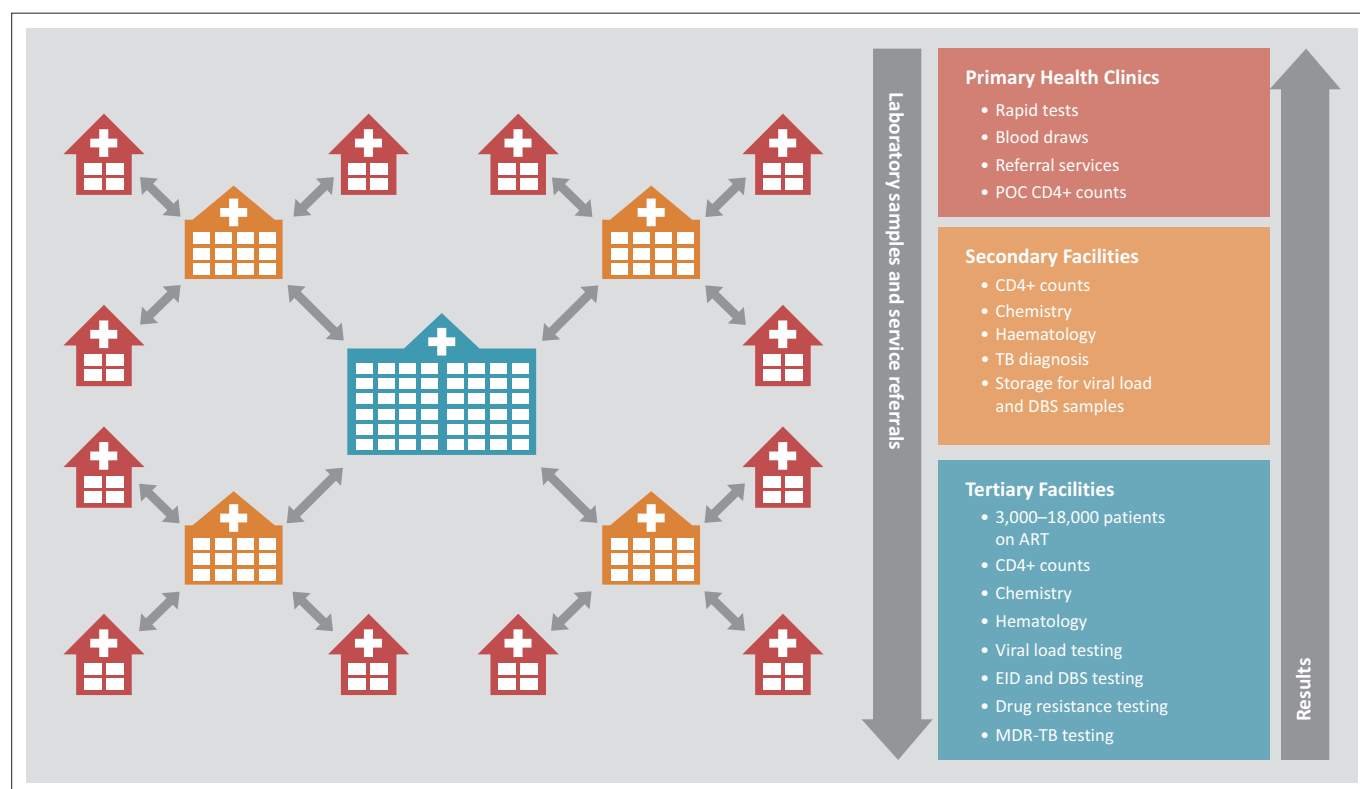 Laboratory samples and service referrals
Primary Health Clinics
• Rapid tests
• Blood draws
• Referral services
• POC CD4+ counts
Secondary Facilities
• CD4+ counts
• Chemistry
• Haematology
• TB diagnosis
• Storage for viral load
and DBS samples
Tertiary Facilities
• 3,000–18,000 patients
on ART
• CD4+ counts
• Chemistry
• Hematology
• Viral load testing
• EID and DBS testing
• Drug resistance testing
• MDR-TB testing
Results